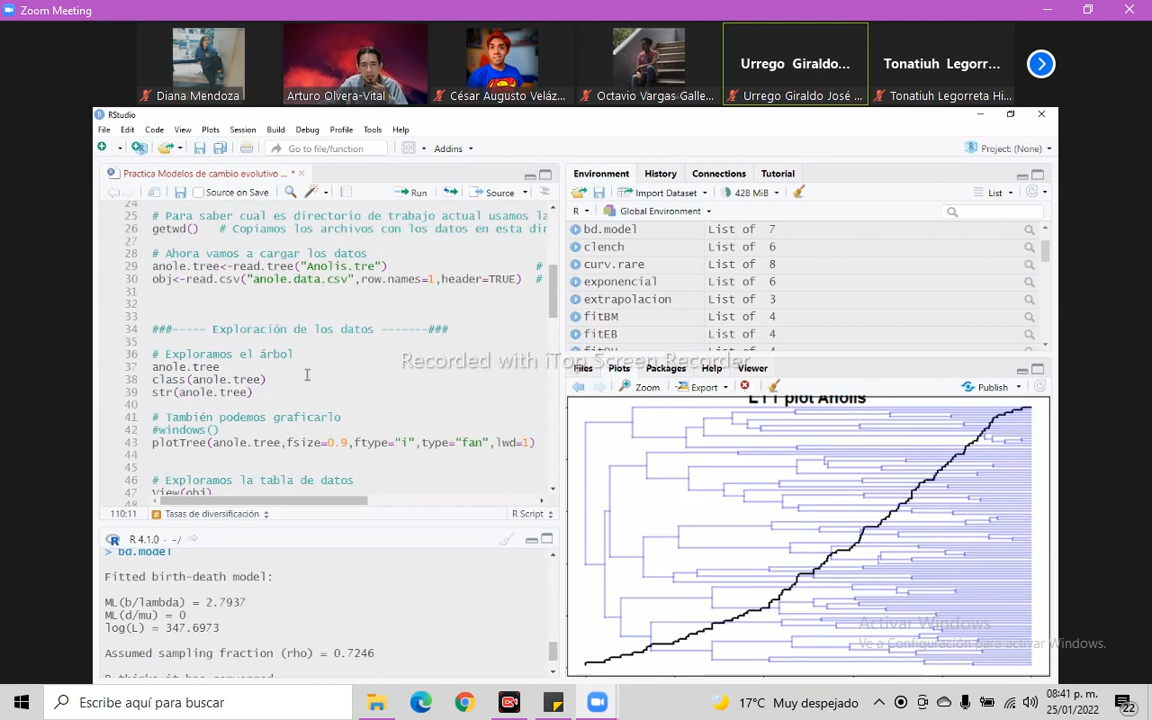 Zoom Meeting
Diana Mendoza
Arturo Olvera-Vital
César Augusto Veláz...
Octavio Vargas-Galle...
Urrego Giraldo...
Urrego Giraldo José ...
Tonatiuh Legorr...
Tonatiuh Legorreta Hi...
RStudio
File Edit Code View Plots Session Build Debug Profile Tools Help
Go to file/function
Addins
Project: (None)
Practica Modelos de cambio evolutivo ... *
Source on Save
Run
Source
24
25 # Para saber cual es directorio de trabajo actual usamos la
26 getwd() # Copiamos los archivos con los datos en esta dir
27
28 # Ahora vamos a cargar los datos
29 anole.tree<-read.tree("Anolis.tre") #
30 obj<-read.csv("anole.data.csv",row.names=1,header=TRUE) #
31
32
33
34 ###----- Exploración de los datos -------###
35
36 # Exploramos el árbol
37 anole.tree
38 class(anole.tree)
39 str(anole.tree)
40
41 # También podemos graficarlo
42 #windows()
43 plotTree(anole.tree,fsize=0.9,ftype="i",type="fan",lwd=1)
44
45
46 # Exploramos la tabla de datos
47 View(obj)
48
110:11 Tasas de diversificación R Script
R 4.1.0 · ~/
> bd.model
Fitted birth-death model:
ML(b/lambda) = 2.7937
ML(d/mu) = 0
log(L) = 347.6973
Assumed sampling fraction (rho) = 0.7246
R thinks it has converged.
Environment History Connections Tutorial
Import Dataset 428 MiB List
R Global Environment
bd.model List of 7
clench List of 6
curv.rare List of 8
exponencial List of 6
extrapolacion List of 3
fitBM List of 4
fitEB List of 4
fitOU List of 4
Recorded with iTop Screen Recorder
Files Plots Packages Help Viewer
Zoom Export Publish
LTT plot Anolis
Activar Windows
Ve a Configuración para activar Windows.
Escribe aquí para buscar
17°C Muy despejado
08:41 p. m.
25/01/2022
22